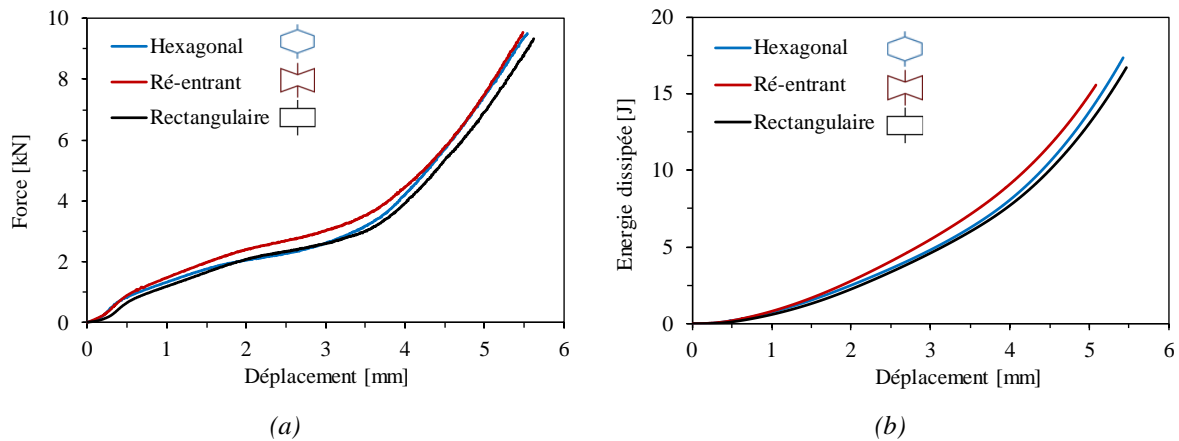 Force [kN]
10
8
6
4
2
0
Hexagonal
Ré-entrant
Rectangulaire
0 1 2 3 4 5 6
Déplacement [mm]
(a)
Energie dissipée [J]
20
15
10
5
0
Hexagonal
Ré-entrant
Rectangulaire
0 1 2 3 4 5 6
Déplacement [mm]
(b)